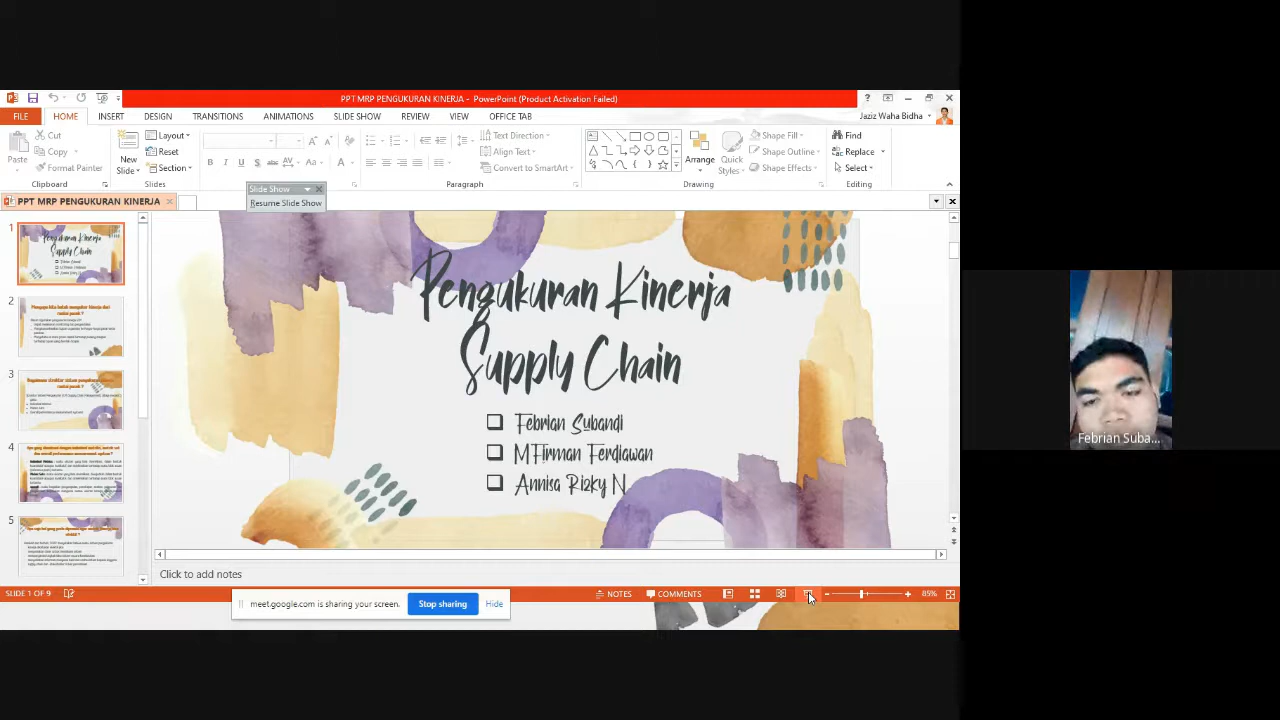 PPT MRP PENGUKURAN KINERJA - PowerPoint (Product Activation Failed)
FILE HOME INSERT DESIGN TRANSITIONS ANIMATIONS SLIDE SHOW REVIEW VIEW OFFICE TAB
Jaziz Waha Bidha
Paste
Cut
Copy
Format Painter
Clipboard
New Slide
Layout
Reset
Section
Slides
Slide Show
Resume Slide Show
Text Direction
Align Text
Convert to SmartArt
Paragraph
Arrange
Quick Styles
Shape Fill
Shape Outline
Shape Effects
Drawing
Find
Replace
Select
Editing
PPT MRP PENGUKURAN KINERJA
1
2
3
4
5
Pengukuran Kinerja
Supply Chain
Febrian Subandi
M Firman Ferdiawan
Annisa Rizky N.
Click to add notes
SLIDE 1 OF 9
NOTES
COMMENTS
85%
meet.google.com is sharing your screen.
Stop sharing
Hide
Febrian Suba...